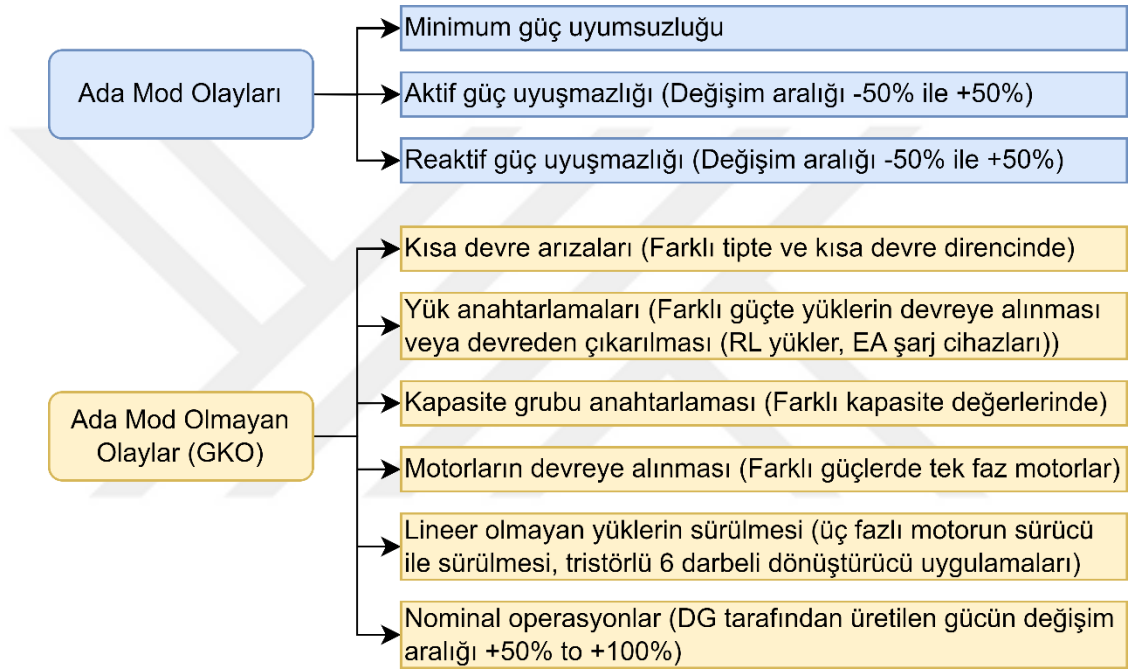 Minimum güç uyumsuzluğu
Ada Mod Olayları
Aktif güç uyuşmazlığı (Değişim aralığı -50% ile +50%)
Reaktif güç uyuşmazlığı (Değişim aralığı -50% ile +50%)
Kısa devre arızaları (Farklı tipte ve kısa devre direncinde)
Yük anahtarlamaları (Farklı güçte yüklerin devreye alınması
veya devreden çıkarılması (RL yükler, EA şarj cihazları))
Ada Mod Olmayan
Olaylar (GKO)
Kapasite grubu anahtarlaması (Farklı kapasite değerlerinde)
Motorların devreye alınması (Farklı güçlerde tek faz motorlar)
Lineer olmayan yüklerin sürülmesi (üç fazlı motorun sürücü
ile sürülmesi, tristörlü 6 darbeli dönüştürücü uygulamaları)
Nominal operasyonlar (DG tarafından üretilen gücün değişim
aralığı +50% to +100%)